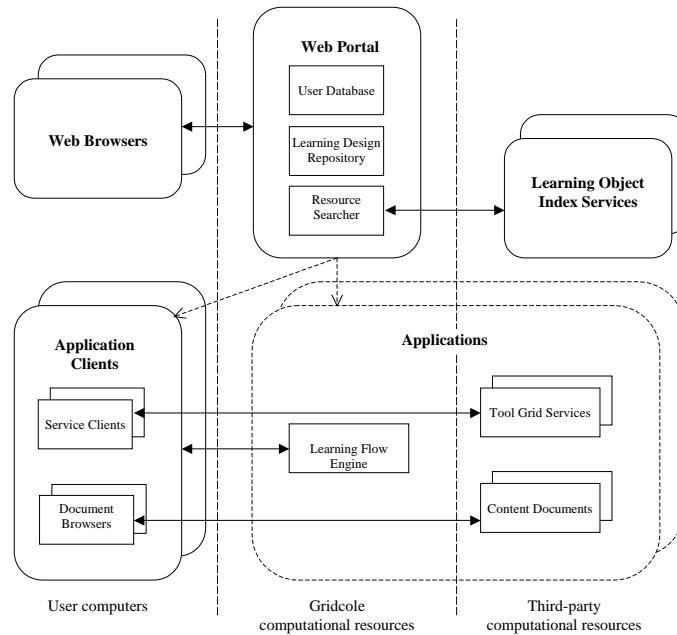 Web Portal
User Database
Web Browsers
Learning Design
Repository
Resource
Searcher
Learning Object
Index Services
Application
Clients
Applications
Service Clients
Tool Grid Services
Learning Flow
Engine
Document
Browsers
Content Documents
User computers
Gridcole
computational resources
Third-party
computational resources